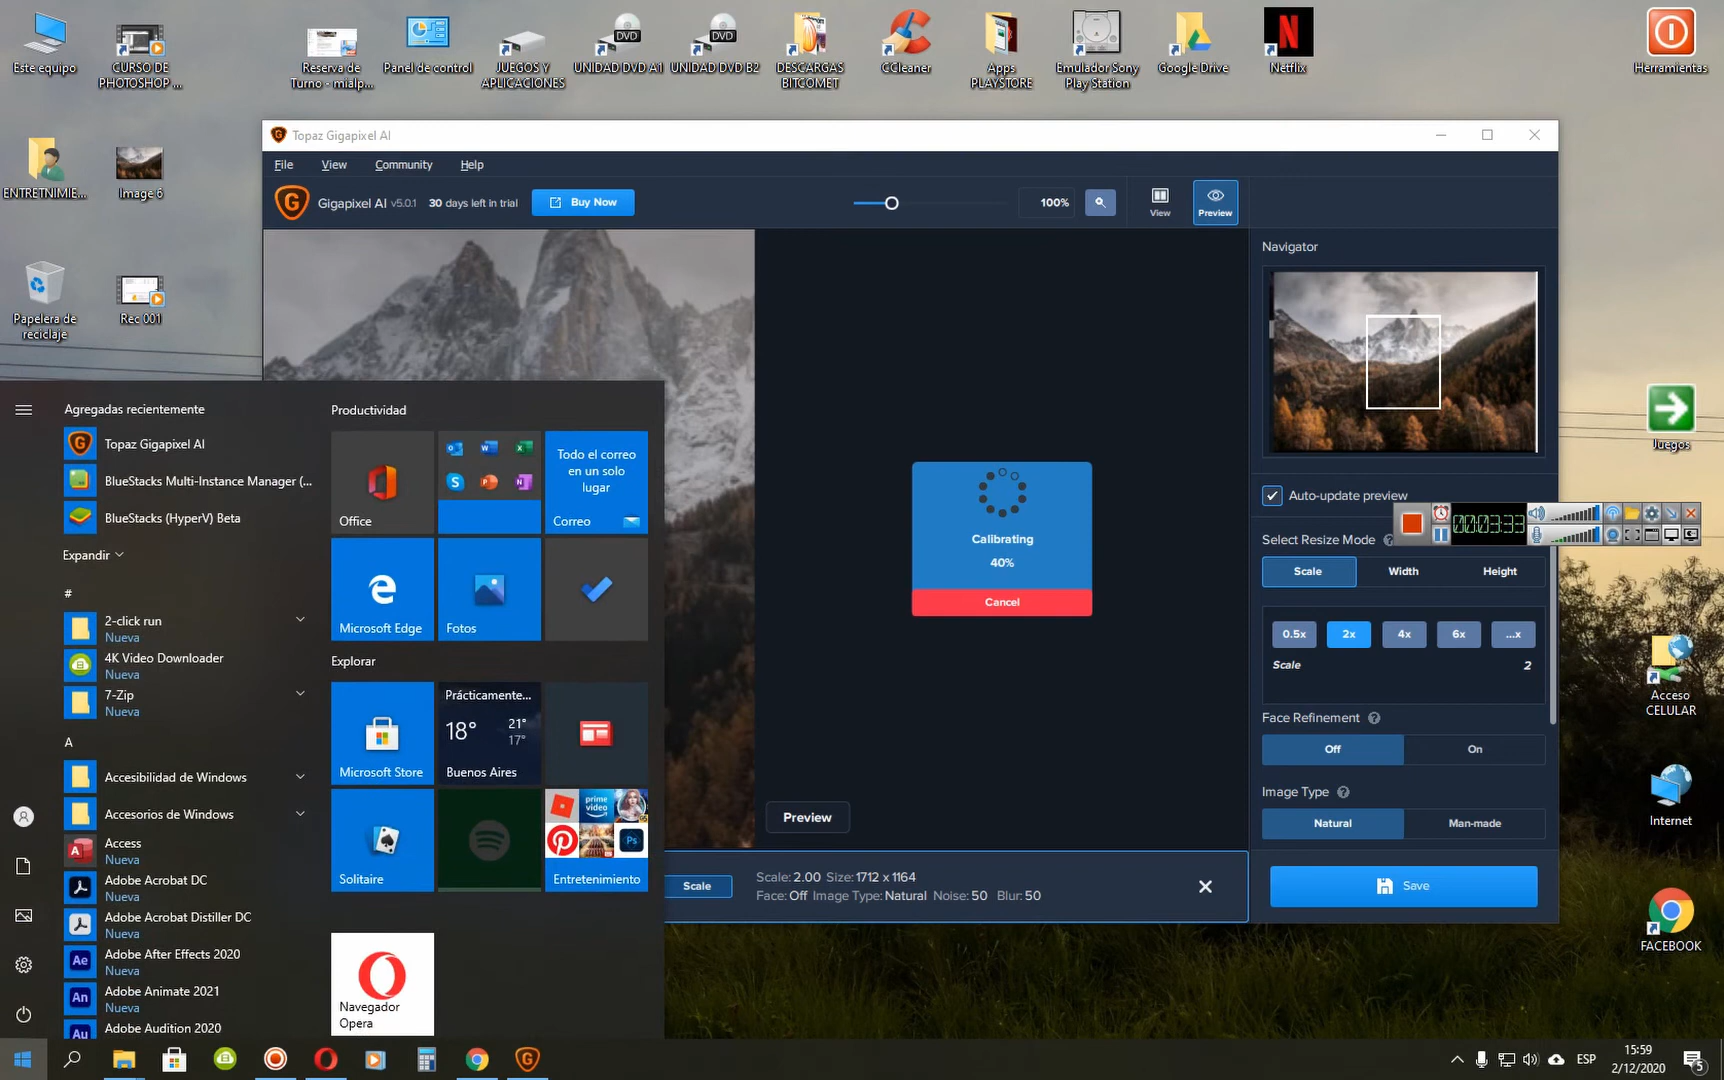 Este equipo
CURSO DE
PHOTOSHOP ...
Reserva de
Turno - mialp...
Panel de control
JUEGOS Y
APLICACIONES
UNIDAD DVD A1
UNIDAD DVD B2
DESCARGAS
BITCOMET
CCleaner
Apps
PLAYSTORE
Emulador Sony
Play Station
Google Drive
Netflix
Herramientas
ENTRETNIMIE...
Image 6
Papelera de
reciclaje
Rec 001
Topaz Gigapixel AI
File
View
Community
Help
Gigapixel AI v5.0.1
30 days left in trial
Buy Now
100%
View
Preview
Navigator
Auto-update preview
00:03:33
Select Resize Mode
Scale
Width
Height
0.5x
2x
4x
6x
...x
Scale
2
Face Refinement
Off
On
Image Type
Natural
Man-made
Save
Calibrating
40%
Cancel
Preview
Scale
Scale: 2.00 Size: 1712 x 1164
Face: Off Image Type: Natural Noise: 50 Blur: 50
Juegos
Acceso
CELULAR
Internet
FACEBOOK
Agregadas recientemente
Topaz Gigapixel AI
BlueStacks Multi-Instance Manager (...
BlueStacks (HyperV) Beta
Expandir
#
2-click run
Nueva
4K Video Downloader
Nueva
7-Zip
Nueva
A
Accesibilidad de Windows
Accesorios de Windows
Access
Nueva
Adobe Acrobat DC
Nueva
Adobe Acrobat Distiller DC
Nueva
Adobe After Effects 2020
Nueva
Adobe Animate 2021
Nueva
Adobe Audition 2020
Productividad
Office
Todo el correo
en un solo
lugar
Correo
Microsoft Edge
Fotos
Explorar
Microsoft Store
Prácticamente...
18°
21°
17°
Buenos Aires
Solitaire
prime
video
Ps
Entretenimiento
Navegador
Opera
ESP
15:59
2/12/2020
5